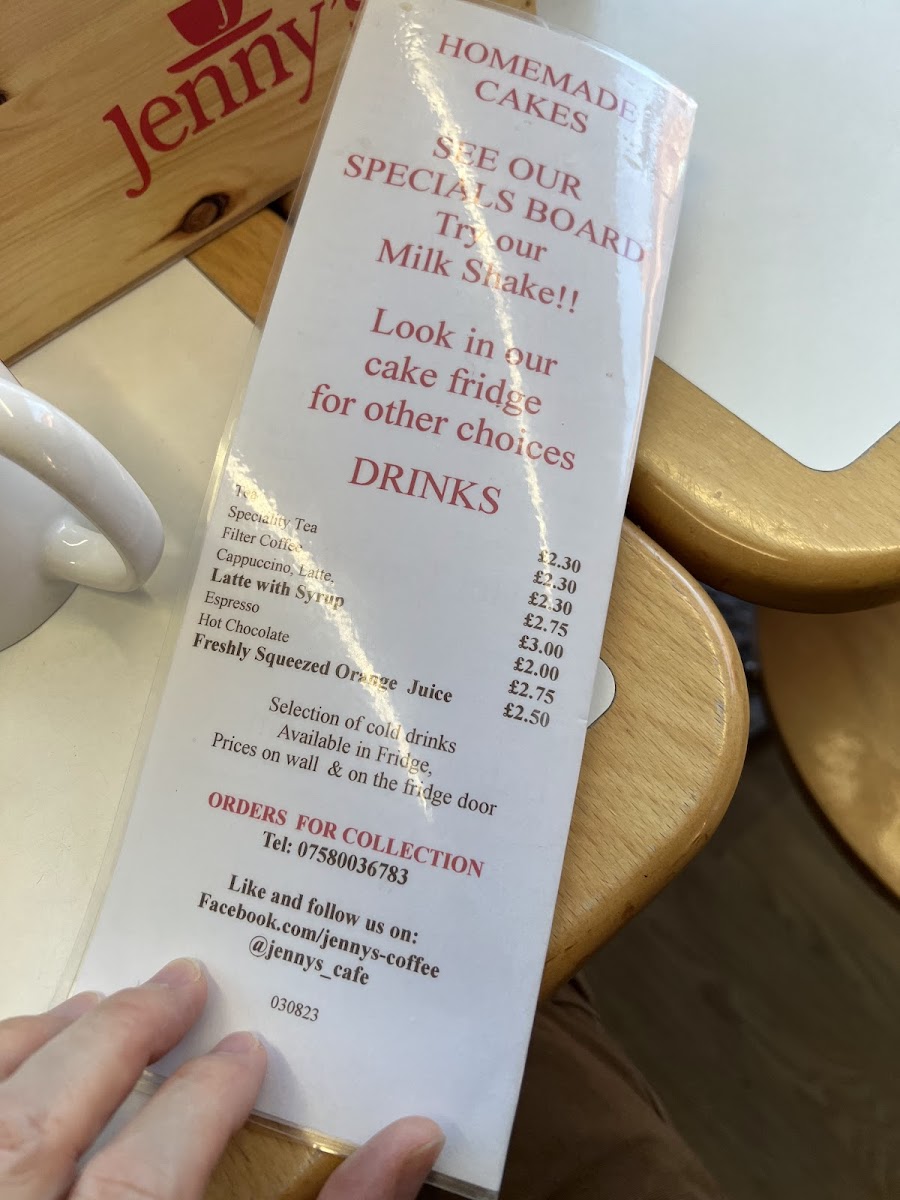 Jenny's
HOMEMADE
CAKES
SEE OUR
SPECIALS BOARD
Try our
Milk Shake!!
Look in our
cake fridge
for other choices
DRINKS
Tea £2.30
Speciality Tea £2.30
Filter Coffee £2.30
Cappuccino, Latte, £2.75
Latte with Syrup £3.00
Espresso £2.00
Hot Chocolate £2.75
Freshly Squeezed Orange Juice £2.50
Selection of cold drinks
Available in Fridge,
Prices on wall & on the fridge door
ORDERS FOR COLLECTION
Tel: 07580036783
Like and follow us on:
Facebook.com/jennys-coffee
@jennys_cafe
030823